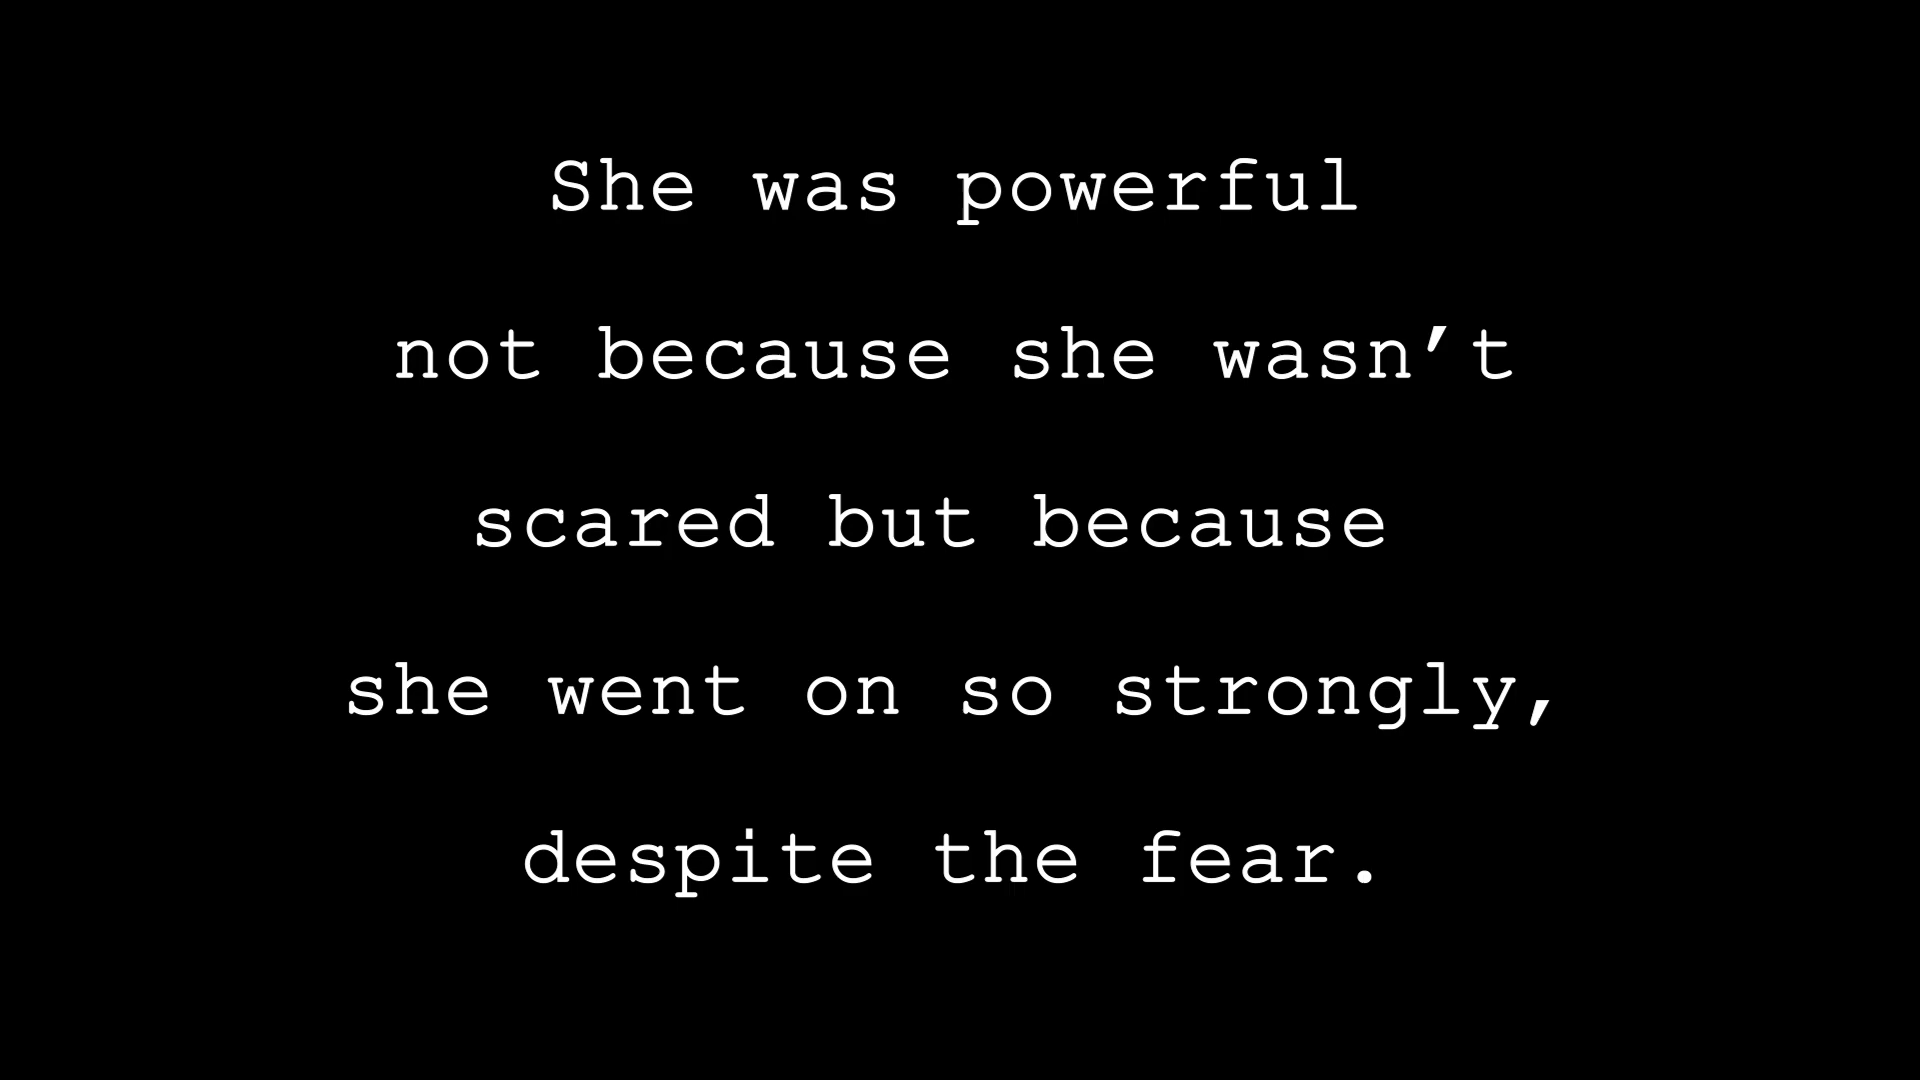 She was powerful
not because she wasn’t
scared but because
she went on so strongly,
despite the fear.